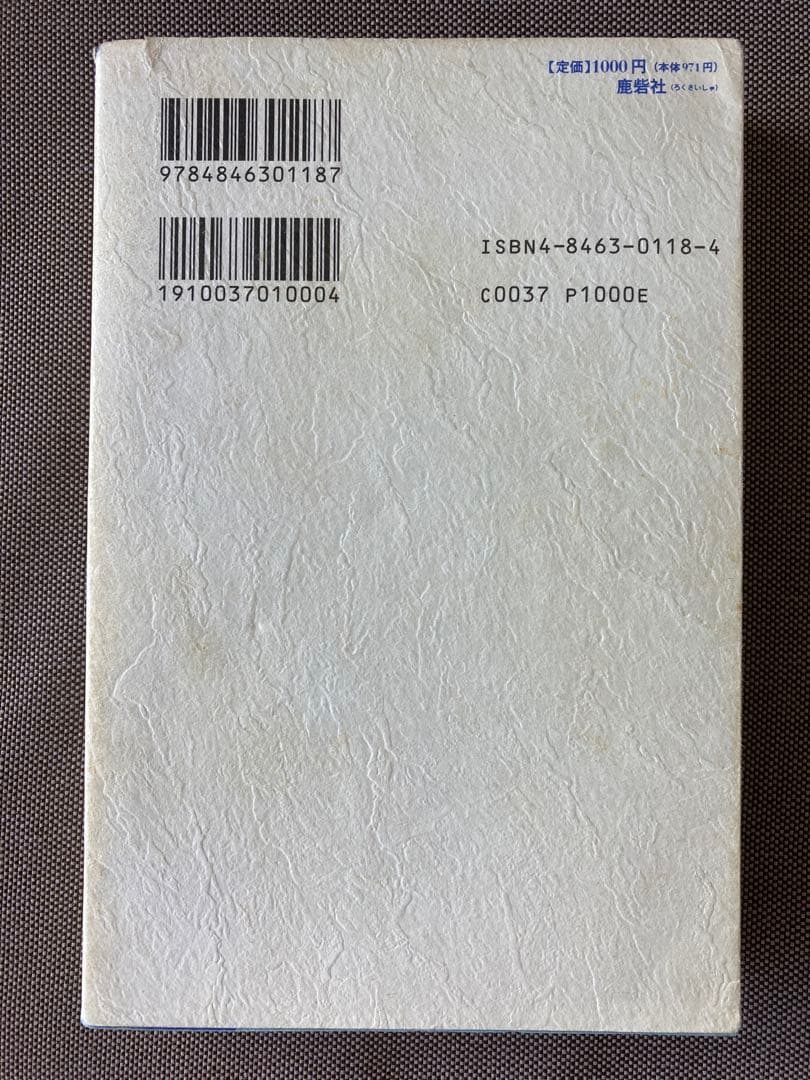 【定価】1000円（本体971円）
鹿砦社（ろくさいしゃ）
9784846301187
ISBN4-8463-0118-4
1910037010004
C0037 P1000E